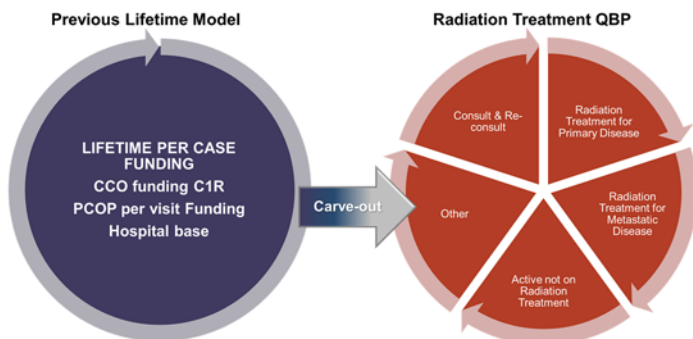 Previous Lifetime Model
Radiation Treatment QBP
LIFETIME PER CASE
FUNDING
CCO funding C1R
PCOP per visit Funding
Hospital base
Carve-out
Consult & Re-
consult
Radiation
Treatment for
Primary Disease
Radiation
Treatment for
Metastatic
Disease
Active not on
Radiation
Treatment
Other